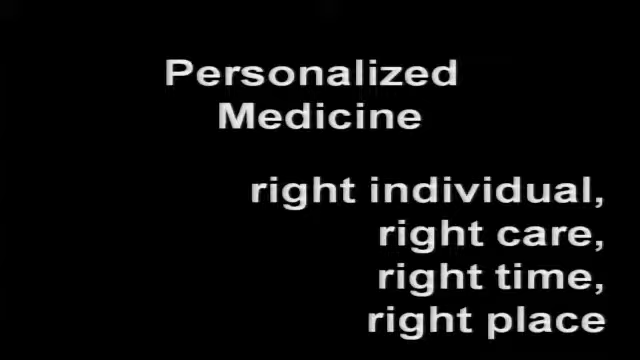 Personalized
Medicine
right individual,
right care,
right time,
right place